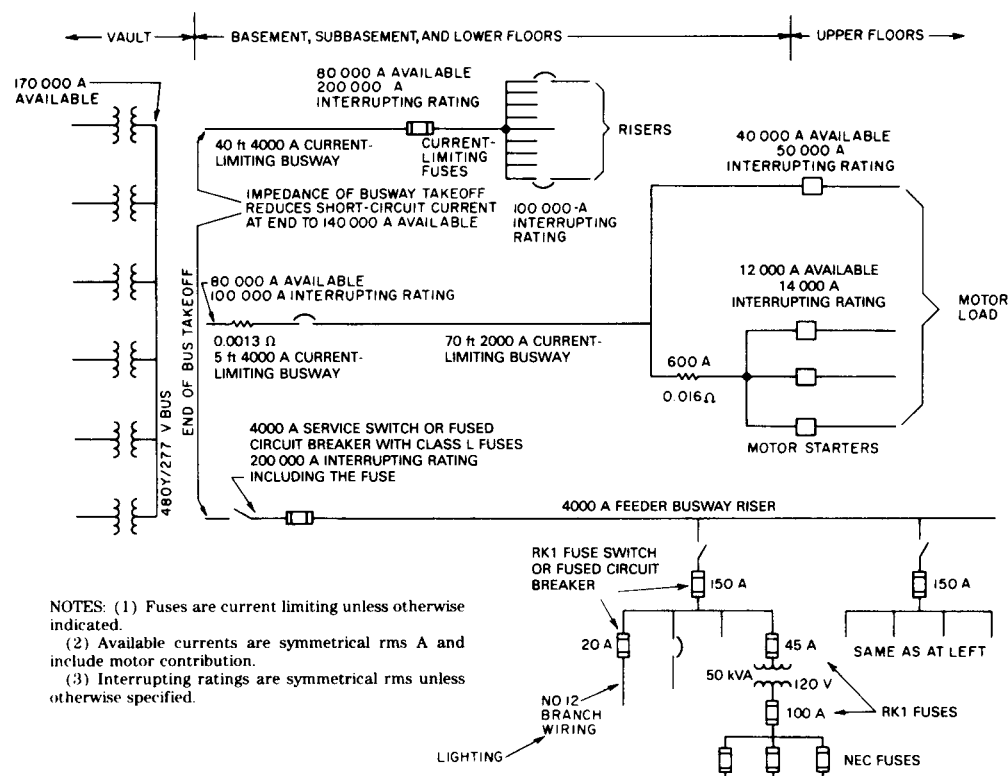 VAULT
BASEMENT, SUBBASEMENT, AND LOWER FLOORS
UPPER FLOORS
170 000 A
AVAILABLE
80 000 A AVAILABLE
200 000 A
INTERRUPTING RATING
RISERS
40 ft 4000 A CURRENT-
LIMITING BUSWAY
CURRENT-
LIMITING
FUSES
40 000 A AVAILABLE
50 000 A
INTERRUPTING RATING
IMPEDANCE OF BUSWAY TAKEOFF
REDUCES SHORT-CIRCUIT CURRENT
AT END TO 140 000 A AVAILABLE
100 000-A
INTERRUPTING
RATING
80 000 A AVAILABLE
100 000 A INTERRUPTING RATING
12 000 A AVAILABLE
14 000 A
INTERRUPTING RATING
MOTOR
LOAD
0.0013 Ω
5 ft 4000 A CURRENT-
LIMITING BUSWAY
70 ft 2000 A CURRENT-
LIMITING BUSWAY
600 A
0.016 Ω
MOTOR STARTERS
END OF BUS TAKEOFF
480Y/277 V BUS
4000 A SERVICE SWITCH OR FUSED
CIRCUIT BREAKER WITH CLASS L FUSES
200 000 A INTERRUPTING RATING
INCLUDING THE FUSE
4000 A FEEDER BUSWAY RISER
RK1 FUSE SWITCH
OR FUSED CIRCUIT
BREAKER
150 A
150 A
20 A
45 A
SAME AS AT LEFT
50 kVA
120 V
NO 12
BRANCH
WIRING
100 A
RK1 FUSES
LIGHTING
NEC FUSES
NOTES: (1) Fuses are current limiting unless otherwise
indicated.
(2) Available currents are symmetrical rms A and
include motor contribution.
(3) Interrupting ratings are symmetrical rms unless
otherwise specified.